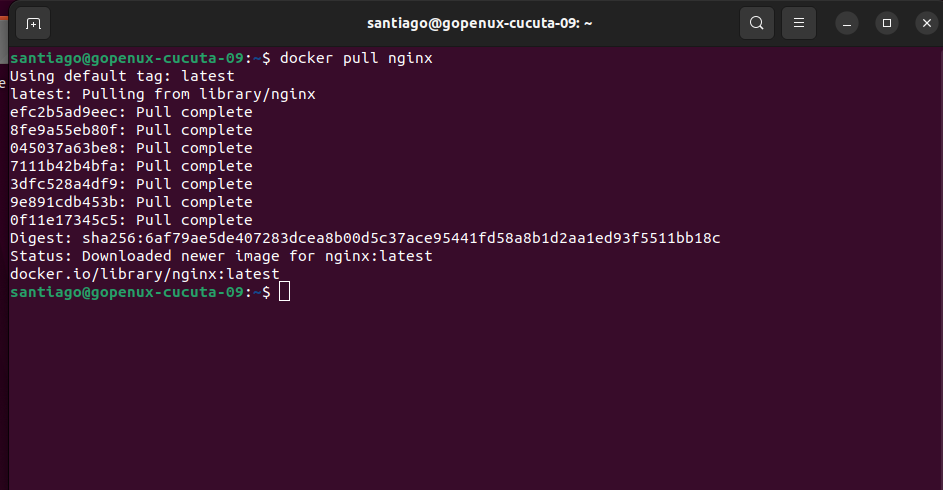 santiago@gopenux-cucuta-09: ~
santiago@gopenux-cucuta-09:~$ docker pull nginx
Using default tag: latest
latest: Pulling from library/nginx
efc2b5ad9eec: Pull complete
8fe9a55eb80f: Pull complete
045037a63be8: Pull complete
7111b42b4bfa: Pull complete
3dfc528a4df9: Pull complete
9e891cdb453b: Pull complete
0f11e17345c5: Pull complete
Digest: sha256:6af79ae5de407283dcea8b00d5c37ace95441fd58a8b1d2aa1ed93f5511bb18c
Status: Downloaded newer image for nginx:latest
docker.io/library/nginx:latest
santiago@gopenux-cucuta-09:~$